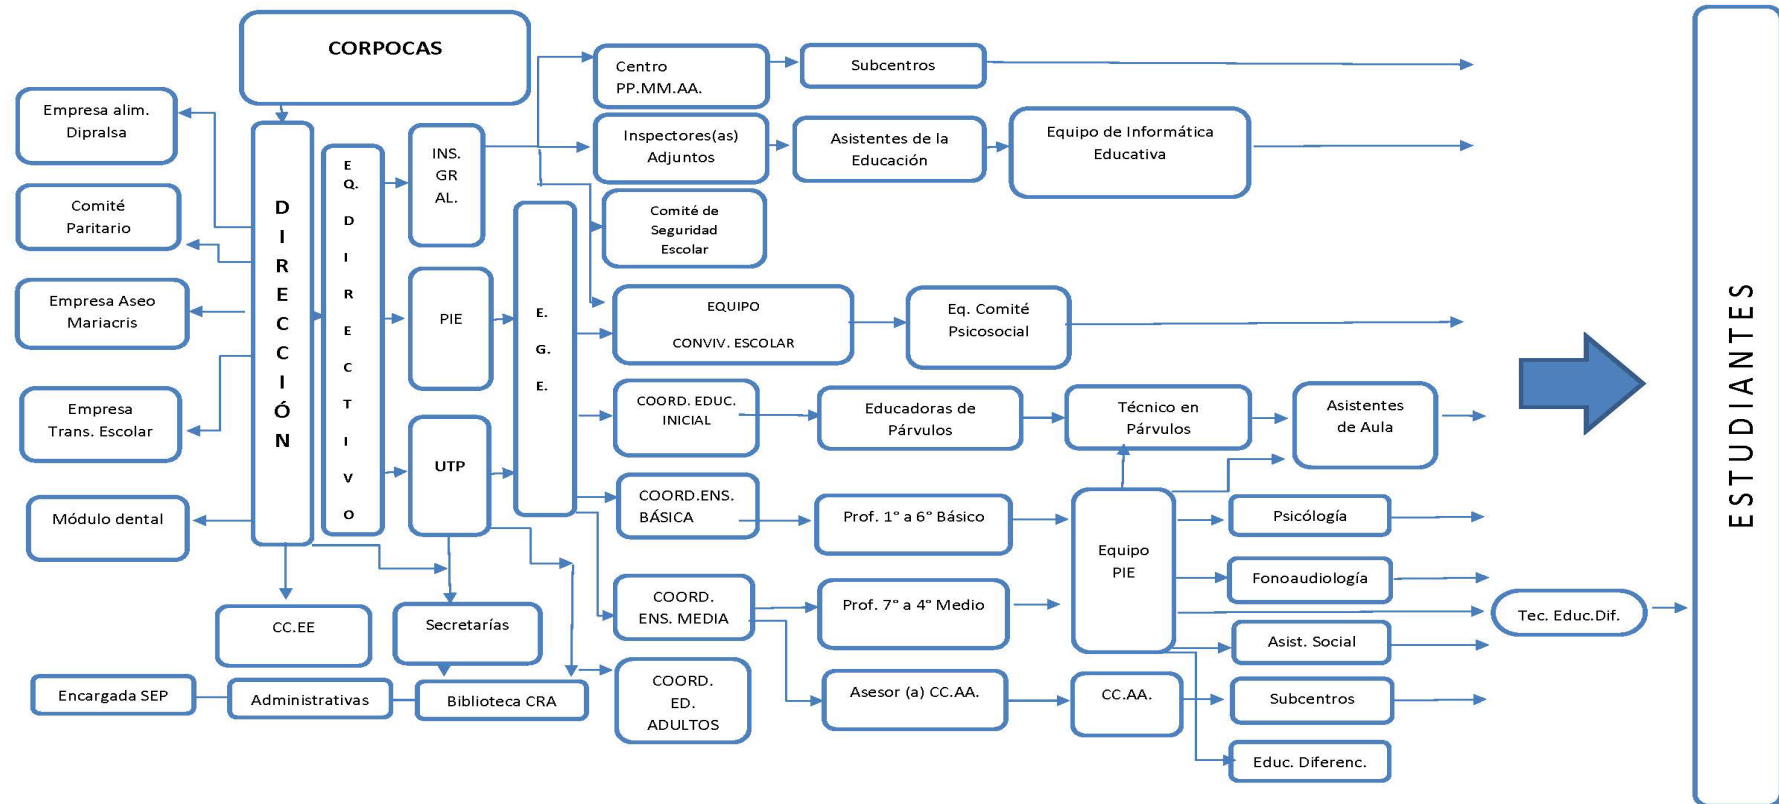 CORPOCAS
Empresa alim.
Dipralsa
Comité
Paritario
Empresa Aseo
Mariacris
Empresa
Trans. Escolar
Módulo dental
DIRECCIÓN
EQ. DIRECTIVO
INS.
GR
AL.
PIE
UTP
E.
G.
E.
CC.EE
Secretarías
Encargada SEP
Administrativas
Biblioteca CRA
Centro
PP.MM.AA.
Subcentros
Inspectores(as)
Adjuntos
Asistentes de la
Educación
Equipo de Informática
Educativa
Comité de
Seguridad
Escolar
EQUIPO
CONVIV. ESCOLAR
Eq. Comité
Psicosocial
COORD. EDUC.
INICIAL
Educadoras de
Párvulos
Técnico en
Párvulos
Asistentes
de Aula
COORD.ENS.
BÁSICA
Prof. 1° a 6° Básico
Equipo
PIE
Psicólógía
Fonoaudiología
COORD.
ENS. MEDIA
Prof. 7° a 4° Medio
Tec. Educ.Dif.
Asist. Social
COORD.
ED.
ADULTOS
Asesor (a) CC.AA.
CC.AA.
Subcentros
Educ. Diferenc.
ESTUDIANTES